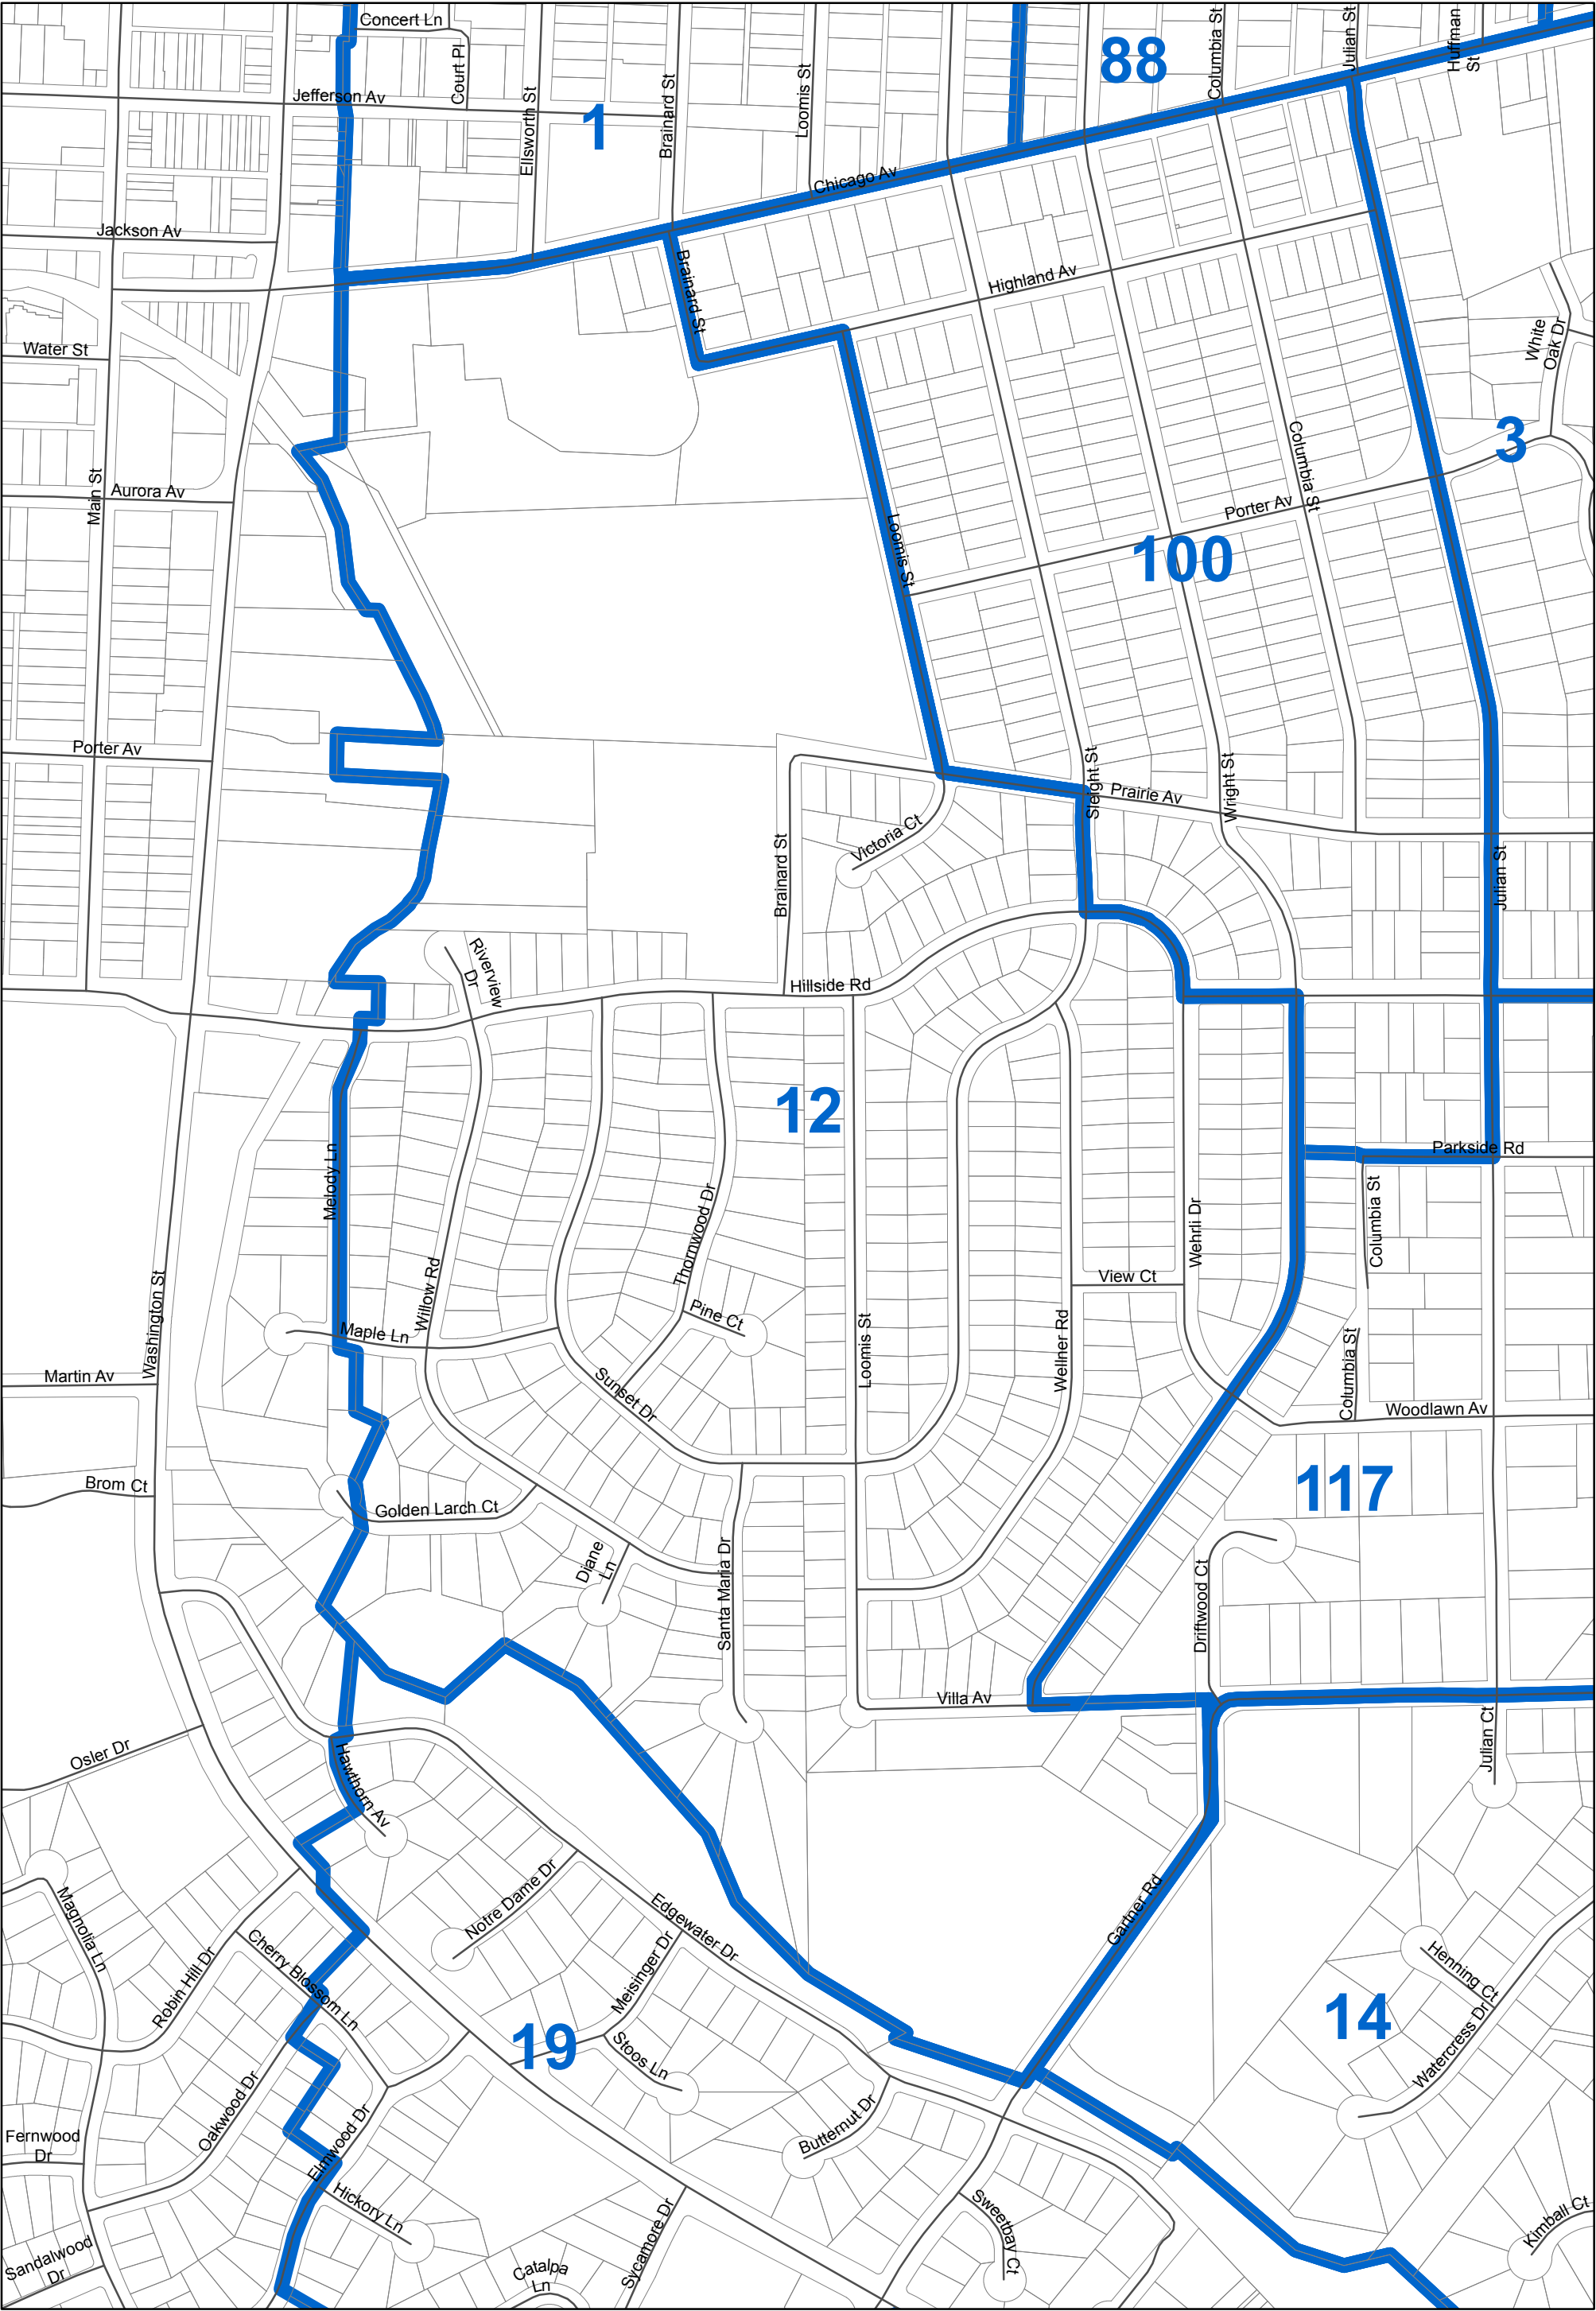 Concert Ln
Court Pl
88
Columbia St
Julian St
Huffman
St
Jefferson Av
1
Ellsworth St
Brainard St
Loomis St
Chicago Av
Jackson Av
Brainard St
Highland Av
Water St
White
Oak Dr
Main St
Aurora Av
Columbia St
3
Loomis St
Porter Av
100
Porter Av
Sleight St
Prairie Av
Wright St
Victoria Ct
Brainard St
Julian St
Riverview
Dr
Hillside Rd
12
Melody Ln
Parkside Rd
Columbia St
Wehrli Dr
Thornwood Dr
Willow Rd
View Ct
Washington St
Maple Ln
Pine Ct
Loomis St
Wellner Rd
Columbia St
Martin Av
Sunset Dr
Woodlawn Av
Brom Ct
Golden Larch Ct
117
Diane
Ln
Santa Maria Dr
Driftwood Ct
Villa Av
Osler Dr
Hawthorn Av
Julian Ct
Magnolia Ln
Notre Dame Dr
Edgewater Dr
Gartner Rd
Robin Hill Dr
Cherry Blossom Ln
Meisinger Dr
Henning Ct
14
19
Stoos Ln
Watercress Dr
Oakwood Dr
Butternut Dr
Fernwood
Dr
Elmwood Dr
Hickory Ln
Sycamore Dr
Sweetbay Ct
Kimball Ct
Sandalwood
Dr
Catalpa
Ln